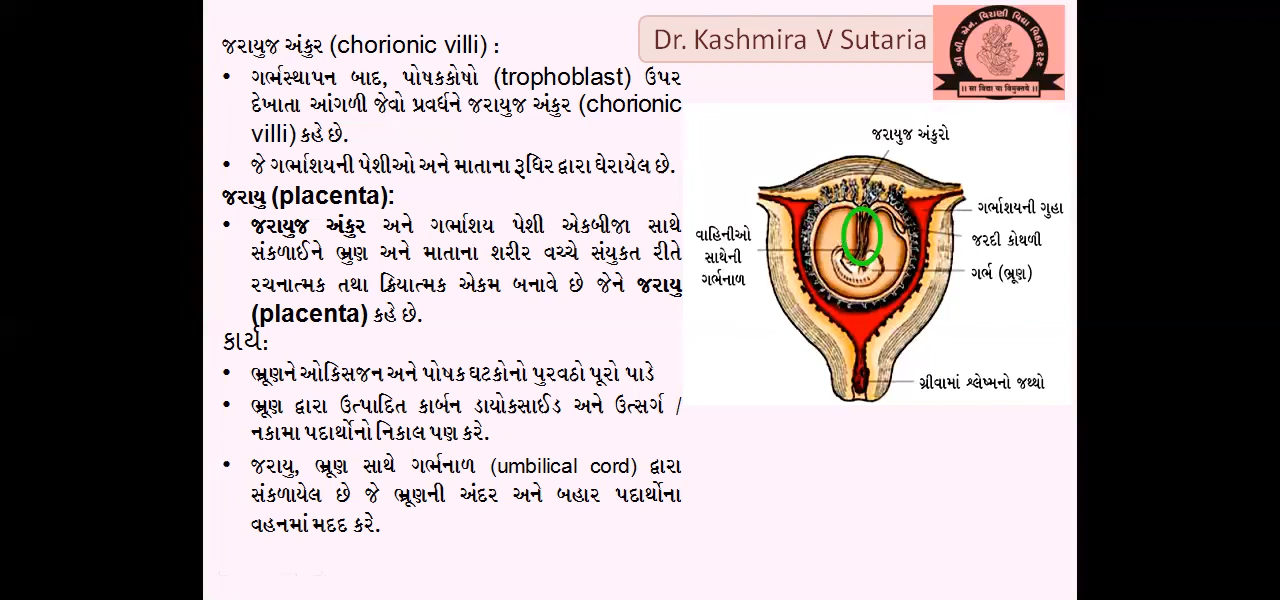 જરાયુજ અંકુર (chorionic villi) :
• ગર્ભસ્થાપન બાદ, પોષકકોષો (trophoblast) ઉપર
દેખાતા આંગળી જેવો પ્રવર્ધને જરાયુજ અંકુર (chorionic
villi) કહે છે.
• જે ગર્ભાશયની પેશીઓ અને માતાના રૂધિર દ્વારા ઘેરાયેલ છે.
જરાયુ (placenta):
• જરાયુજ અંકુર અને ગર્ભાશય પેશી એકબીજા સાથે
સંકળાઈને ભ્રુણ અને માતાના શરીર વચ્ચે સંયુકત રીતે
રચનાત્મક તથા ક્રિયાત્મક એકમ બનાવે છે જેને જરાયુ
(placenta) કહે છે.
કાર્ય:
• ભ્રૂણને ઓકિસજન અને પોષક ઘટકોનો પુરવઠો પૂરો પાડે
• ભ્રૂણ દ્વારા ઉત્પાદિત કાર્બન ડાયોકસાઈડ અને ઉત્સર્ગ /
નકામા પદાર્થોનો નિકાલ પણ કરે.
• જરાયુ, ભ્રૂણ સાથે ગર્ભનાળ (umbilical cord) દ્વારા
સંકળાયેલ છે જે ભ્રૂણની અંદર અને બહાર પદાર્થોના
વહનમાં મદદ કરે.
Dr. Kashmira V Sutaria
શ્રી વી. એન. વિરાણી વિદ્યા વિહાર ટ્રસ્ટ
|| સા વિદ્યા યા વિમુક્તયે ||
જરાયુજ અંકુરો
ગર્ભાશયની ગુહા
જરદી કોથળી
ગર્ભ (ભ્રૂણ)
વાહિનીઓ
સાથેની
ગર્ભનાળ
ગ્રીવામાં શ્લેષ્મનો જથ્થો